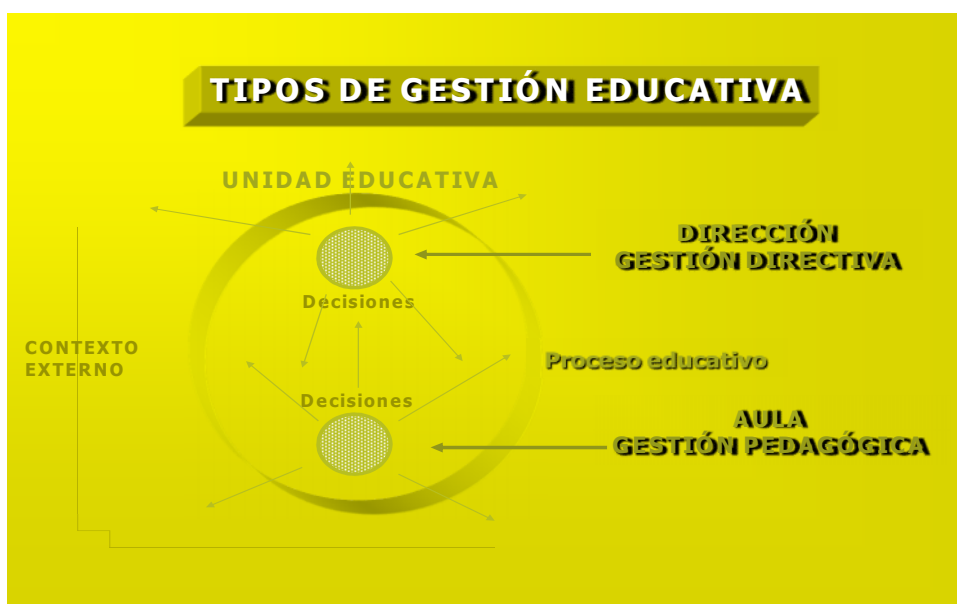 TIPOS DE GESTIÓN EDUCATIVA
UNIDAD EDUCATIVA
DIRECCIÓN
GESTIÓN DIRECTIVA
Decisiones
CONTEXTO
EXTERNO
Proceso educativo
Decisiones
AULA
GESTIÓN PEDAGÓGICA